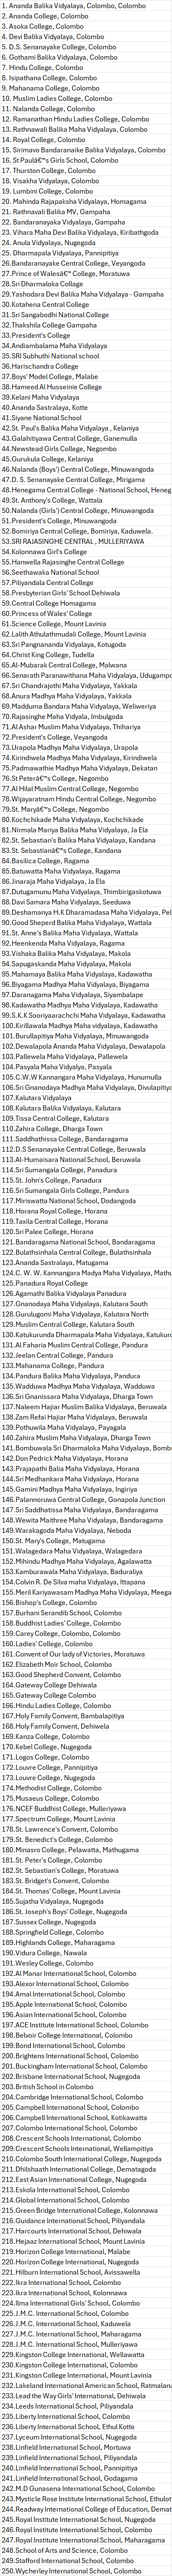 1. Ananda Balika Vidyalaya, Colombo, Colombo
2. Ananda College, Colombo
3. Asoka College, Colombo
4. Devi Balika Vidyalaya, Colombo
5. D.S. Senanayake College, Colombo
6. Gothami Balika Vidyalaya, Colombo
7. Hindu College, Colombo
8. Isipathana College, Colombo
9. Mahanama College, Colombo
10. Muslim Ladies College, Colombo
11. Nalanda College, Colombo
12. Ramanathan Hindu Ladies College, Colombo
13. Rathnawali Balika Maha Vidyalaya, Colombo
14. Royal College, Colombo
15. Sirimavo Bandaranaike Balika Vidyalaya, Colombo
16. St Paulâ€™s Girls School, Colombo
17. Thurston College, Colombo
18. Visakha Vidyalaya, Colombo
19. Lumbini College, Colombo
20. Mahinda Rajapaksha Vidyalaya, Homagama
21. Rathnavali Balika MV, Gampaha
22. Bandaranayaka Vidyalaya, Gampaha
23. Vihara Maha Devi Balika Vidyalaya, Kiribathgoda
24. Anula Vidyalaya, Nugegoda
25. Dharmapala Vidyalaya, Pannipitiya
26.Bandaranayake Central College, Veyangoda
27.Prince of Walesâ€™ College, Moratuwa
28.Sri Dharmaloka Collage
29.Yashodara Devi Balika Maha Vidyalaya - Gampaha
30.Kotahena Central College
31.Sri Sangabodhi National College
32.Thakshila College Gampaha
33.President's College
34.Andiambalama Maha Vidyalaya
35.SRI Subhuthi National school
36.Harischandra College
37.Boys' Model College, Malabe
38.Hameed Al Husseinie College
39.Kelani Maha Vidyalaya
40.Ananda Sastralaya, Kotte
41.Siyane National School
42.St. Paul's Balika Maha Vidyalaya , Kelaniya
43.Galahitiyawa Central College, Ganemulla
44.Newstead Girls College, Negombo
45.Gurukula College, Kelaniya
46.Nalanda (Boys') Central College, Minuwangoda
47.D. S. Senanayake Central College, Mirigama
48.Henegama Central College - National School, Heneg
49.St. Anthony's College, Wattala
50.Nalanda (Girls') Central College, Minuwangoda
51.President's College, Minuwangoda
52.Bomiriya Central College, Bomiriya, Kaduwela.
53.SRI RAJASINGHE CENTRAL , MULLERIYAWA
54.Kolonnawa Girl's College
55.Hanwella Rajasinghe Central College
56.Seethawaka National School
57.Piliyandala Central College
58.Presbyterian Girls' School Dehiwala
59.Central College Homagama
60.Princess of Wales' College
61.Science College, Mount Lavinia
62.Lalith Athulathmudali College, Mount Lavinia
63.Sri Pangnananda Vidyalaya, Kotugoda
64.Christ King College, Tudella
65.Al-Mubarak Central College, Malwana
66.Senarath Paranawithana Maha Vidyalaya, Udugampo
67.Sri Chandrajothi Maha Vidyalaya, Yakkala
68.Anura Madhya Maha Vidyalaya, Yakkala
69.Madduma Bandara Maha Vidyalaya, Weliweriya
70.Rajasinghe Maha Vidyala, Imbulgoda
71.Al Ashar Muslim Maha Vidyalaya, Thihariya
72.President's College, Veyangoda
73.Urapola Madhya Maha Vidyalaya, Urapola
74.Kirindiwela Madhya Maha Vidyalaya, Kirindiwela
75.Padmawathie Madhya Maha Vidyalaya, Dekatan
76.St Peterâ€™s College, Negombo
77.Al Hilal Muslim Central College, Negombo
78.Wijayaratnam Hindu Central College, Negombo
79.St. Maryâ€™s College, Negombo
80.Kochchikade Maha Vidyalaya, Kochchikade
81.Nirmala Mariya Balika Maha Vidyalaya, Ja Ela
82.St. Sebastian's Balika Maha Vidyalaya, Kandana
83.St. Sebastianâ€™s College, Kandana
84.Basilica College, Ragama
85.Batuwatta Maha Vidyalaya, Ragama
86.Jinaraja Maha Vidyalaya, Ja Ela
87.Dutugamunu Maha Vidyalaya, Thimbirigaskotuwa
88.Davi Samara Maha Vidyalaya, Seeduwa
89.Deshamanya H.K Dharamadasa Maha Vidyalaya, Pel
90.Good Sheperd Balika Maha Vidyalaya, Wattala
91.St. Anne's Balika Maha Vidyalaya, Wattala
92.Heenkenda Maha Vidyalaya, Ragama
93.Vishaka Balika Maha Vidyalaya, Makola
94.Sapugaskanda Maha Vidyalaya, Makola
95.Mahamaya Balika Maha Vidyalaya, Kadawatha
96.Biyagama Madhya Maha Vidyalaya, Biyagama
97.Daranagama Maha Vidyalaya, Siyambalape
98.Kadawatha Madhya Maha Vidyalaya, Kadawatha
99.S.K.K Sooriyaarachchi Maha Vidyalaya, Kadawatha
100.Kirillawala Madhya Maha vidyalaya, Kadawatha
101.Burullapitiya Maha Vidyalaya, Minuwangoda
102.Dewalapola Ananda Maha Vidyalaya, Dewalapola
103.Pallewela Maha Vidyalaya, Pallewela
104.Pasyala Maha Vidyalya, Pasyala
105.C.W.W Kannangara Maha Vidyalaya, Hunumulla
106.Sri Gnanodaya Maha Vidyalaya, Divulapitiya
107.Kalutara Vidyalaya
108.Kalutara Balika Vidyalaya, Kalutara
109.Tissa Central College, Kalutara
110.Zahira College, Dharga Town
111.Saddhathissa College, Bandaragama
112.D.S Senanayake Central College, Beruwala
113.Al-Humaisara National School, Beruwala
114.Sri Sumangala College, Panadura
115.St. John's College, Panadura
116.Sri Sumangala Girls College, Pandura
117.Miriswatta National School, Dodangoda
118.Horana Royal College, Horana
119.Taxila Central College, Horana
120.Sri Palee College, Horana
121.Bandaragama National School, Bandaragama
122.Bulathsinhala Central College, Bulathsinhala
123.Ananda Sastralaya, Matugama
124.C. W. W. Kannangara Madya Maha Vidyalaya, Mathu
125.Panadura Royal College
126.Agamathi Balika Vidyalaya Panadura
127.Gnanodaya Maha Vidyalaya, Kalutara South
128.Gurulugomi Maha Vidyalaya, Kalutara North
129.Muslim Central College, Kalutara South
130.Katukurunda Dharmapala Maha Vidyalaya, Katukuru
131.Al Faharia Muslim Central College, Pandura
132.Jeelan Central College, Pandura
133.Mahanama College, Pandura
134.Pandura Balika Maha Vidyalaya, Pandura
135.Wadduwa Madhya Maha Vidyalaya, Wadduwa
136.Sri Gnanissara Maha Vidyalaya, Dharga Town
137.Naleem Hajiar Muslim Balika Vidyalaya, Beruwala
138.Zam Refai Hajiar Maha Vidyalaya, Beruwala
139.Pothuwila Maha Vidyalaya, Payagala
140.Zahira Muslim Maha Vidyalaya, Dharga Town
141.Bombuwala Sri Dharmaloka Maha Vidyalaya, Bombu
142.Don Pedrick Maha Vidyalaya, Horana
143.Prajapathi Balia Maha Vidyalaya, Horana
144.Sri Medhankara Maha Vidyalaya, Horana
145.Gamini Madhya Maha Vidyalaya, Ingiriya
146.Palannoruwa Central College, Gonapola Junction
147.Sri Saddhatissa Maha Vidyalaya, Bandaragama
148.Wewita Maithree Maha Vidyalaya, Bandaragama
149.Warakagoda Maha Vidyalaya, Neboda
150.St. Mary's College, Matugama
151.Walagedara Maha Vidyalaya, Walagedara
152.Mihindu Madhya Maha Vidyalaya, Agalawatta
153.Kamburawala Maha Vidyalaya, Baduraliya
154.Colvin R. De Silva maha Vidyalaya, Ittapana
155.Meril Kariyawasam Madhya Maha Vidyalaya, Meega
156.Bishop's College, Colombo
157.Burhani Serandib School, Colombo
158.Buddhist Ladies' College, Colombo
159.Carey College, Colombo, Colombo
160.Ladies' College, Colombo
161.Convent of Our lady of Victories, Moratuwa
162.Elizabeth Moir School, Colombo
163.Good Shepherd Convent, Colombo
164.Gateway College Dehiwala
165.Gateway College Colombo
166.Hindu Ladies College, Colombo
167.Holy Family Convent, Bambalapitiya
168.Holy Family Convent, Dehiwela
169.Kanza College, Colombo
170.Kebel College, Nugegoda
171.Logos College, Colombo
172.Louvre College, Pannipitiya
173.Louvre College, Nugegoda
174.Methodist College, Colombo
175.Musaeus College, Colombo
176.NCEF Buddhist College, Mulleriyawa
177.Spectrum College, Mount Lavinia
178.St. Lawrence's Convent, Colombo
179.St. Benedict's College, Colombo
180.Minasro College, Pelawatta, Mathugama
181.St. Peter's College, Colombo
182.St. Sebastian's College, Moratuwa
183.St. Bridget's Convent, Colombo
184.St. Thomas' College, Mount Lavinia
185.Sujatha Vidyalaya, Nugegoda
186.St. Joseph's Boys' College, Nugegoda
187.Sussex College, Nugegoda
188.Springfield College, Colombo
189.Highlands College, Maharagama
190.Vidura College, Nawala
191.Wesley College, Colombo
192.Al Manar International School, Colombo
193.Alexor International School, Colombo
194.Amal International School, Colombo
195.Apple International School, Colombo
196.Asian International School, Colombo
197.ACE Institute International School, Colombo
198.Belvoir College International, Colombo
199.Bond International School, Colombo
200.Brightens International School, Colombo
201.Buckingham International School, Colombo
202.Brisbane International School, Nugegoda
203.British School in Colombo
204.Cambridge International School, Colombo
205.Campbell International School, Colombo
206.Campbell International School, Kotikawatta
207.Colombo International School, Colombo
208.Crescent Schools International, Colombo
209.Crescent Schools International, Wellampitiya
210.Colombo South International College, Nugegoda
211.Dhilshaath International College, Dematagoda
212.East Asian International College, Nugegoda
213.Eskola International School, Colombo
214.Global International School, Colombo
215.Green Bridge International College, Kolonnawa
216.Guidance International School, Piliyandala
217.Harcourts International School, Dehiwala
218.Hejaaz International School, Mount Lavinia
219.Horizon College International, Malabe
220.Horizon College International, Nugegoda
221.Hilburn International School, Avissawella
222.Ikra International School, Colombo
223.Ikra International School, Kolonnawa
224.Ilma International Girls' School, Colombo
225.J.M.C. International School, Colombo
226.J.M.C. International School, Kaduwela
227.J.M.C. International School, Maharagama
228.J.M.C. International School, Mulleriyawa
229.Kingston College International, Wellawatta
230.Kingston College International, Colombo
231.Kingston College International, Mount Lavinia
232.Lakeland International American School, Ratmalana
233.Lead the Way Girls' International, Dehiwala
234.Leeds International School, Piliyandala
235.Liberty International School, Colombo
236.Liberty International School, Ethul Kotte
237.Lyceum International School, Nugegoda
238.Linfield International School, Mortuwa
239.Linfield International School, Piliyandala
240.Linfield International School, Pannipitiya
241.Linfield International School, Godagama
242.M.D Gunasena International School, Colombo
243.Mysticle Rose Institute International School, Ethulot
244.Readway International College of Education, Demat
245.Royal Institute International School, Nugegoda
246.Royal Institute International School, Colombo
247.Royal Institute International School, Maharagama
248.School of Arts and Science, Colombo
249.Stafford International School, Colombo
250.Wycherley International School, Colombo